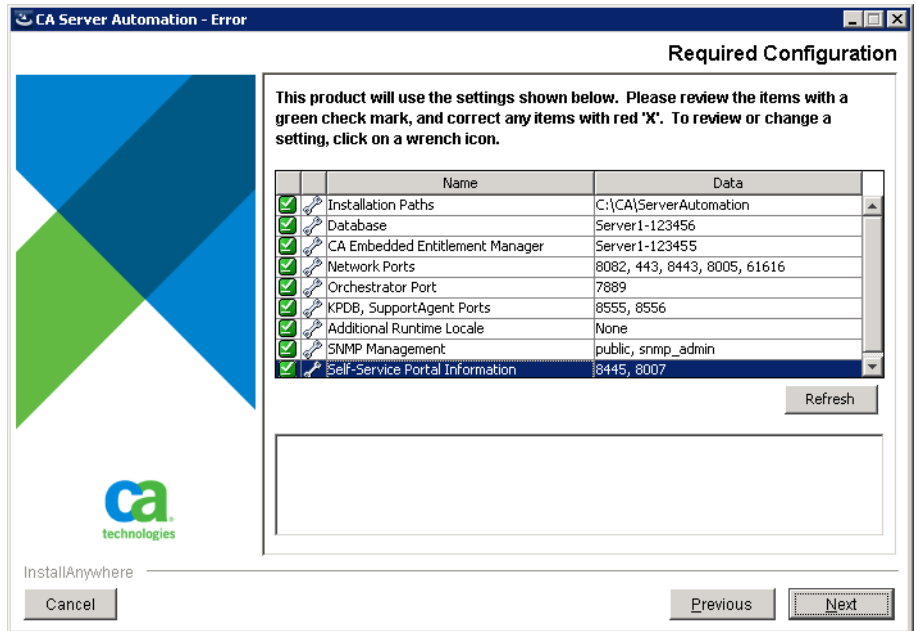 CA Server Automation - Error
Required Configuration
This product will use the settings shown below. Please review the items with a
green check mark, and correct any items with red 'X'. To review or change a
setting, click on a wrench icon.
Name Data
Installation Paths C:\CA\ServerAutomation
Database Server1-123456
CA Embedded Entitlement Manager Server1-123455
Network Ports 8082, 443, 8443, 8005, 61616
Orchestrator Port 7889
KPDB, SupportAgent Ports 8555, 8556
Additional Runtime Locale None
SNMP Management public, snmp_admin
Self-Service Portal Information 8445, 8007
Refresh
ca
technologies
InstallAnywhere
Cancel Previous Next